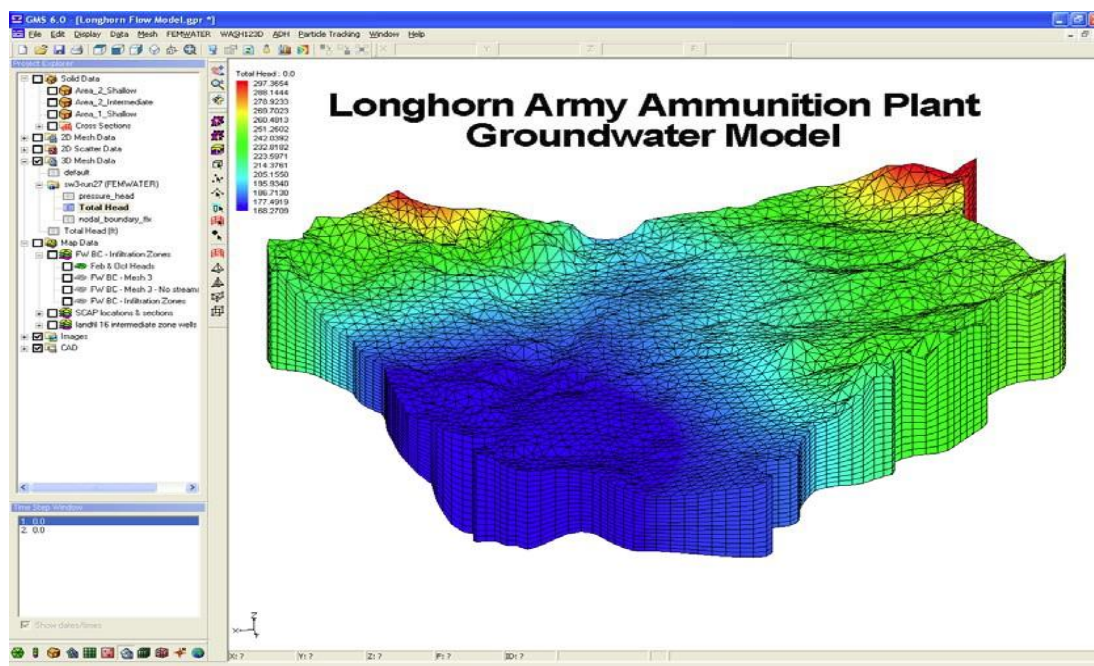 GMS 6.0 - [Longhorn Flow Model.gpr *]
File Edit Display Data Mesh FEMWATER WASH123D ADH Particle Tracking Window Help
X: Y: Z: F:
Project Explorer
Solid Data
Area_2_Shallow
Area_2_Intermediate
Area_1_Shallow
Cross Sections
2D Mesh Data
2D Scatter Data
3D Mesh Data
default
sw3-run27 (FEMWATER)
pressure_head
Total Head
nodal_boundary_flx
Total Head (ft)
Map Data
FW BC - Infiltration Zones
Feb & Oct Heads
FW BC - Mesh 3
FW BC - Mesh 3 - No streams
FW BC - Infiltration Zones
SCAP locations & sections
landfil 16 intermediate zone wells
Images
CAD
Time Step Window
1. 0.0
2. 0.0
Show dates/times
Total Head : 0.0
297.3654
288.1444
278.9233
269.7023
260.4813
251.2602
242.0392
232.8182
223.5971
214.3761
205.1550
195.9340
186.7130
177.4919
168.2709
Longhorn Army Ammunition Plant
Groundwater Model
Z
X
X: ? Y: ? Z: ? F: ? ID: ?